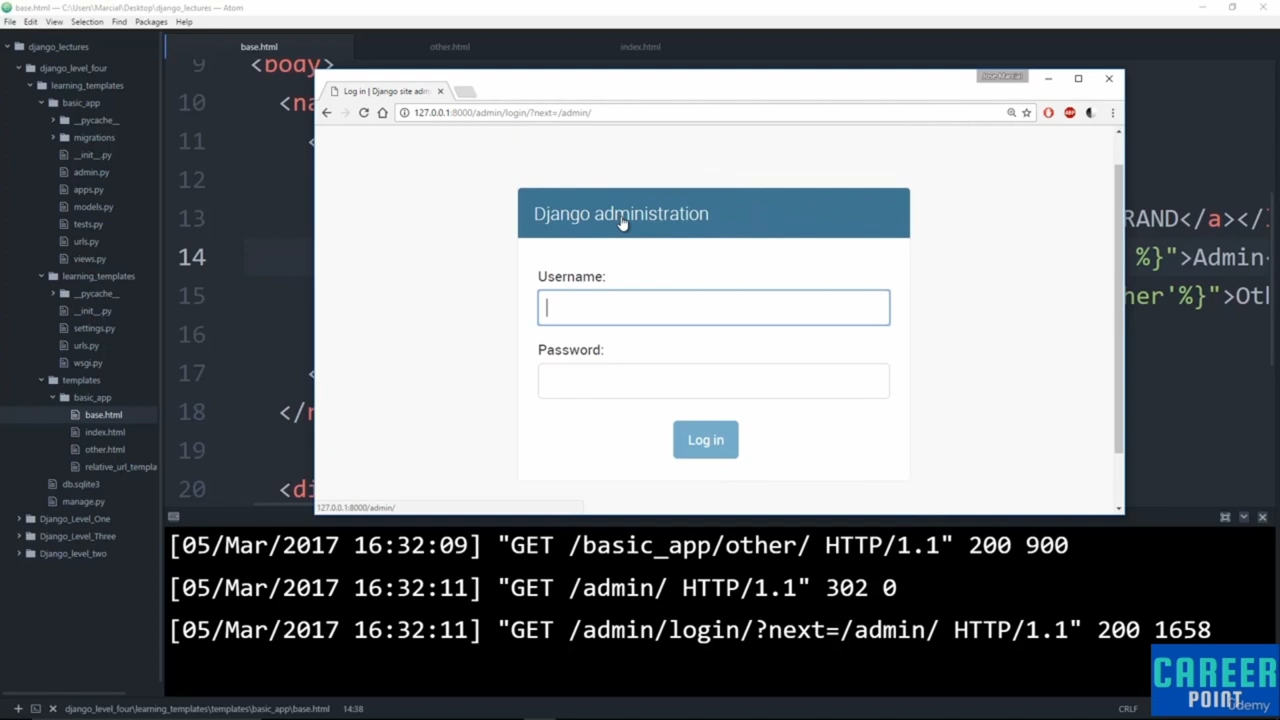 base.html — C:\Users\Marcial\Desktop\django_lectures — Atom
File Edit View Selection Find Packages Help
django_lectures
django_level_four
learning_templates
basic_app
__pycache__
migrations
__init__.py
admin.py
apps.py
models.py
tests.py
urls.py
views.py
learning_templates
__pycache__
__init__.py
settings.py
urls.py
wsgi.py
templates
basic_app
base.html
index.html
other.html
relative_url_templa
db.sqlite3
manage.py
Django_Level_One
Django_Level_Three
Django_level_two
base.html other.html index.html
9 <body>
10 <na
11 <
12
13 RAND</a></l
14 %}">Admin<
15 ner'%}">Oth
16
17 <
18 </n
19
20 <di
Jose Marcial
Log in | Django site adm
127.0.0.1:8000/admin/login/?next=/admin/
Django administration
Username:
Password:
Log in
127.0.0.1:8000/admin/
[05/Mar/2017 16:32:09] "GET /basic_app/other/ HTTP/1.1" 200 900
[05/Mar/2017 16:32:11] "GET /admin/ HTTP/1.1" 302 0
[05/Mar/2017 16:32:11] "GET /admin/login/?next=/admin/ HTTP/1.1" 200 1658
django_level_four\learning_templates\templates\basic_app\base.html 14:38 CRLF
CAREER
POINT
Udemy